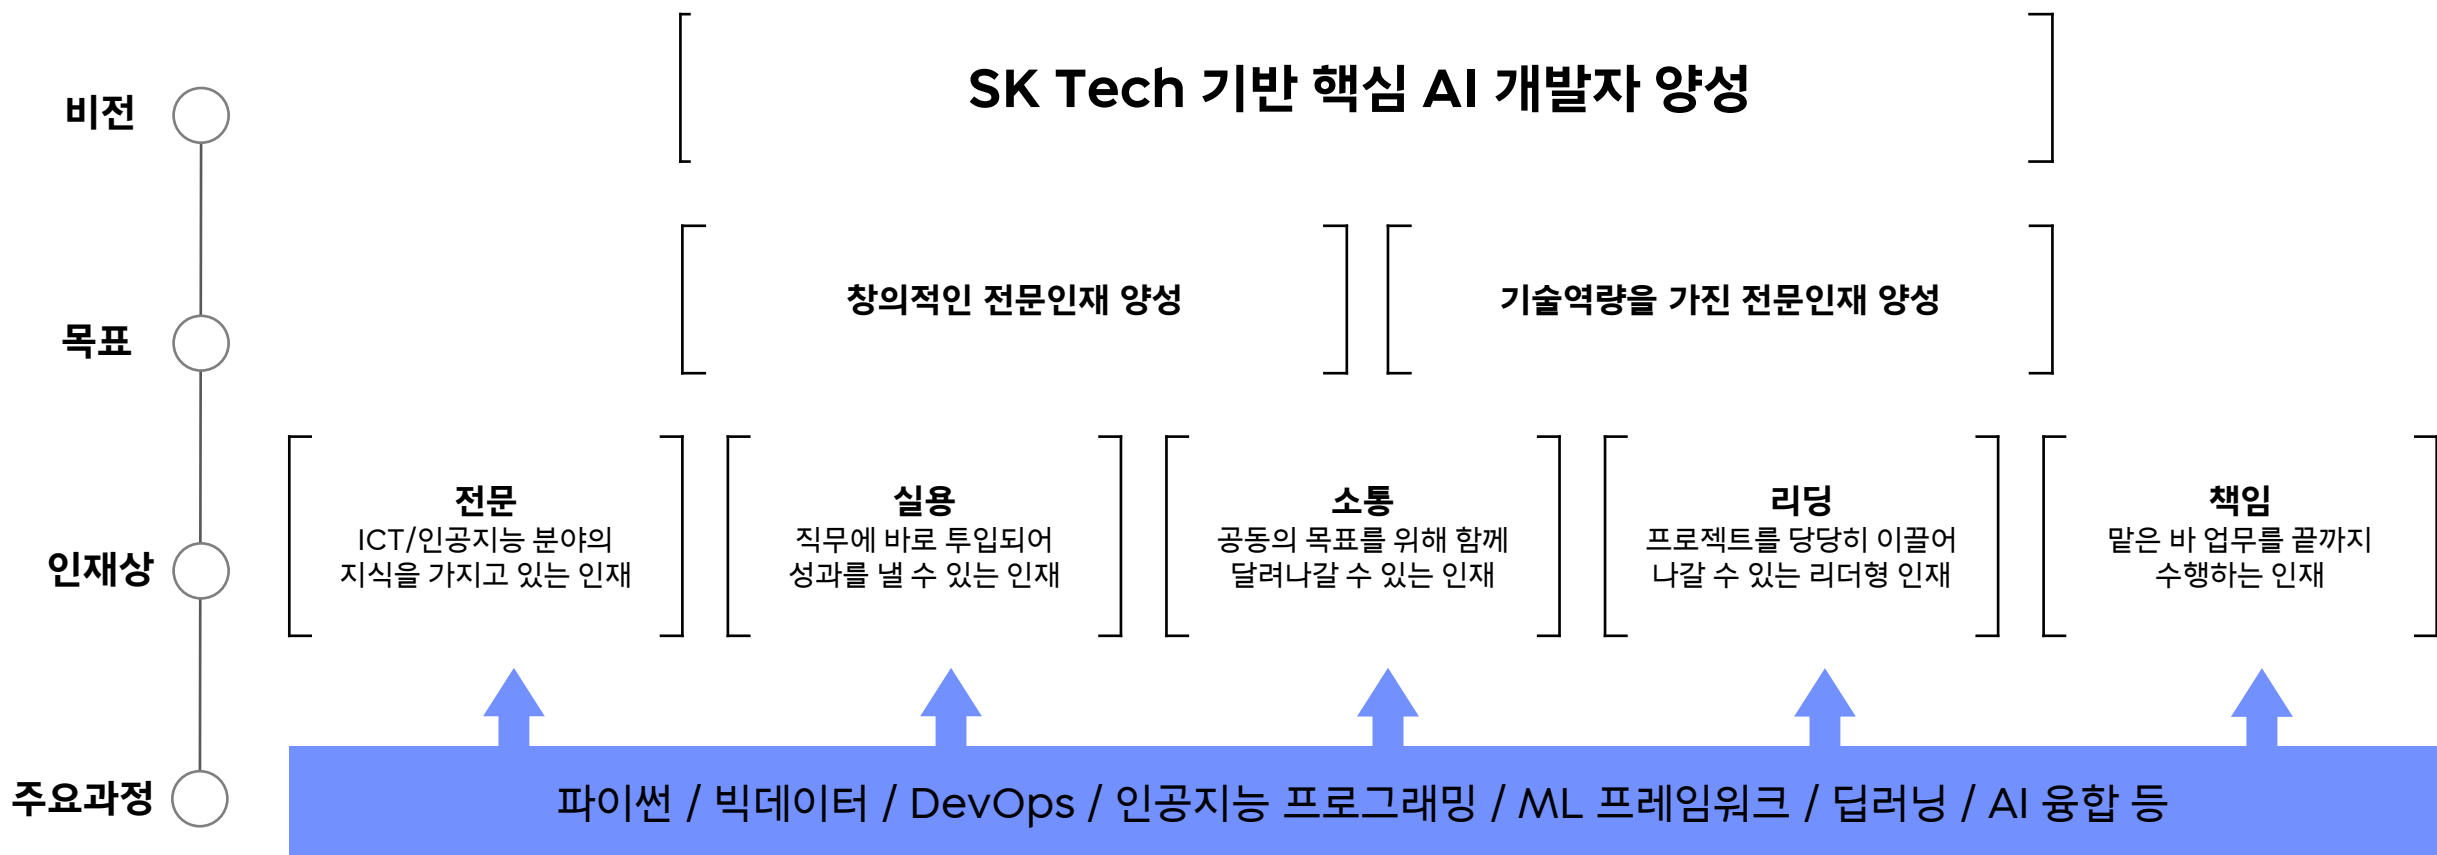 비전
SK Tech 기반 핵심 AI 개발자 양성
목표
창의적인 전문인재 양성
기술역량을 가진 전문인재 양성
인재상
전문
ICT/인공지능 분야의
지식을 가지고 있는 인재
실용
직무에 바로 투입되어
성과를 낼 수 있는 인재
소통
공동의 목표를 위해 함께
달려나갈 수 있는 인재
리딩
프로젝트를 당당히 이끌어
나갈 수 있는 리더형 인재
책임
맡은 바 업무를 끝까지
수행하는 인재
주요과정
파이썬 / 빅데이터 / DevOps / 인공지능 프로그래밍 / ML 프레임워크 / 딥러닝 / AI 융합 등